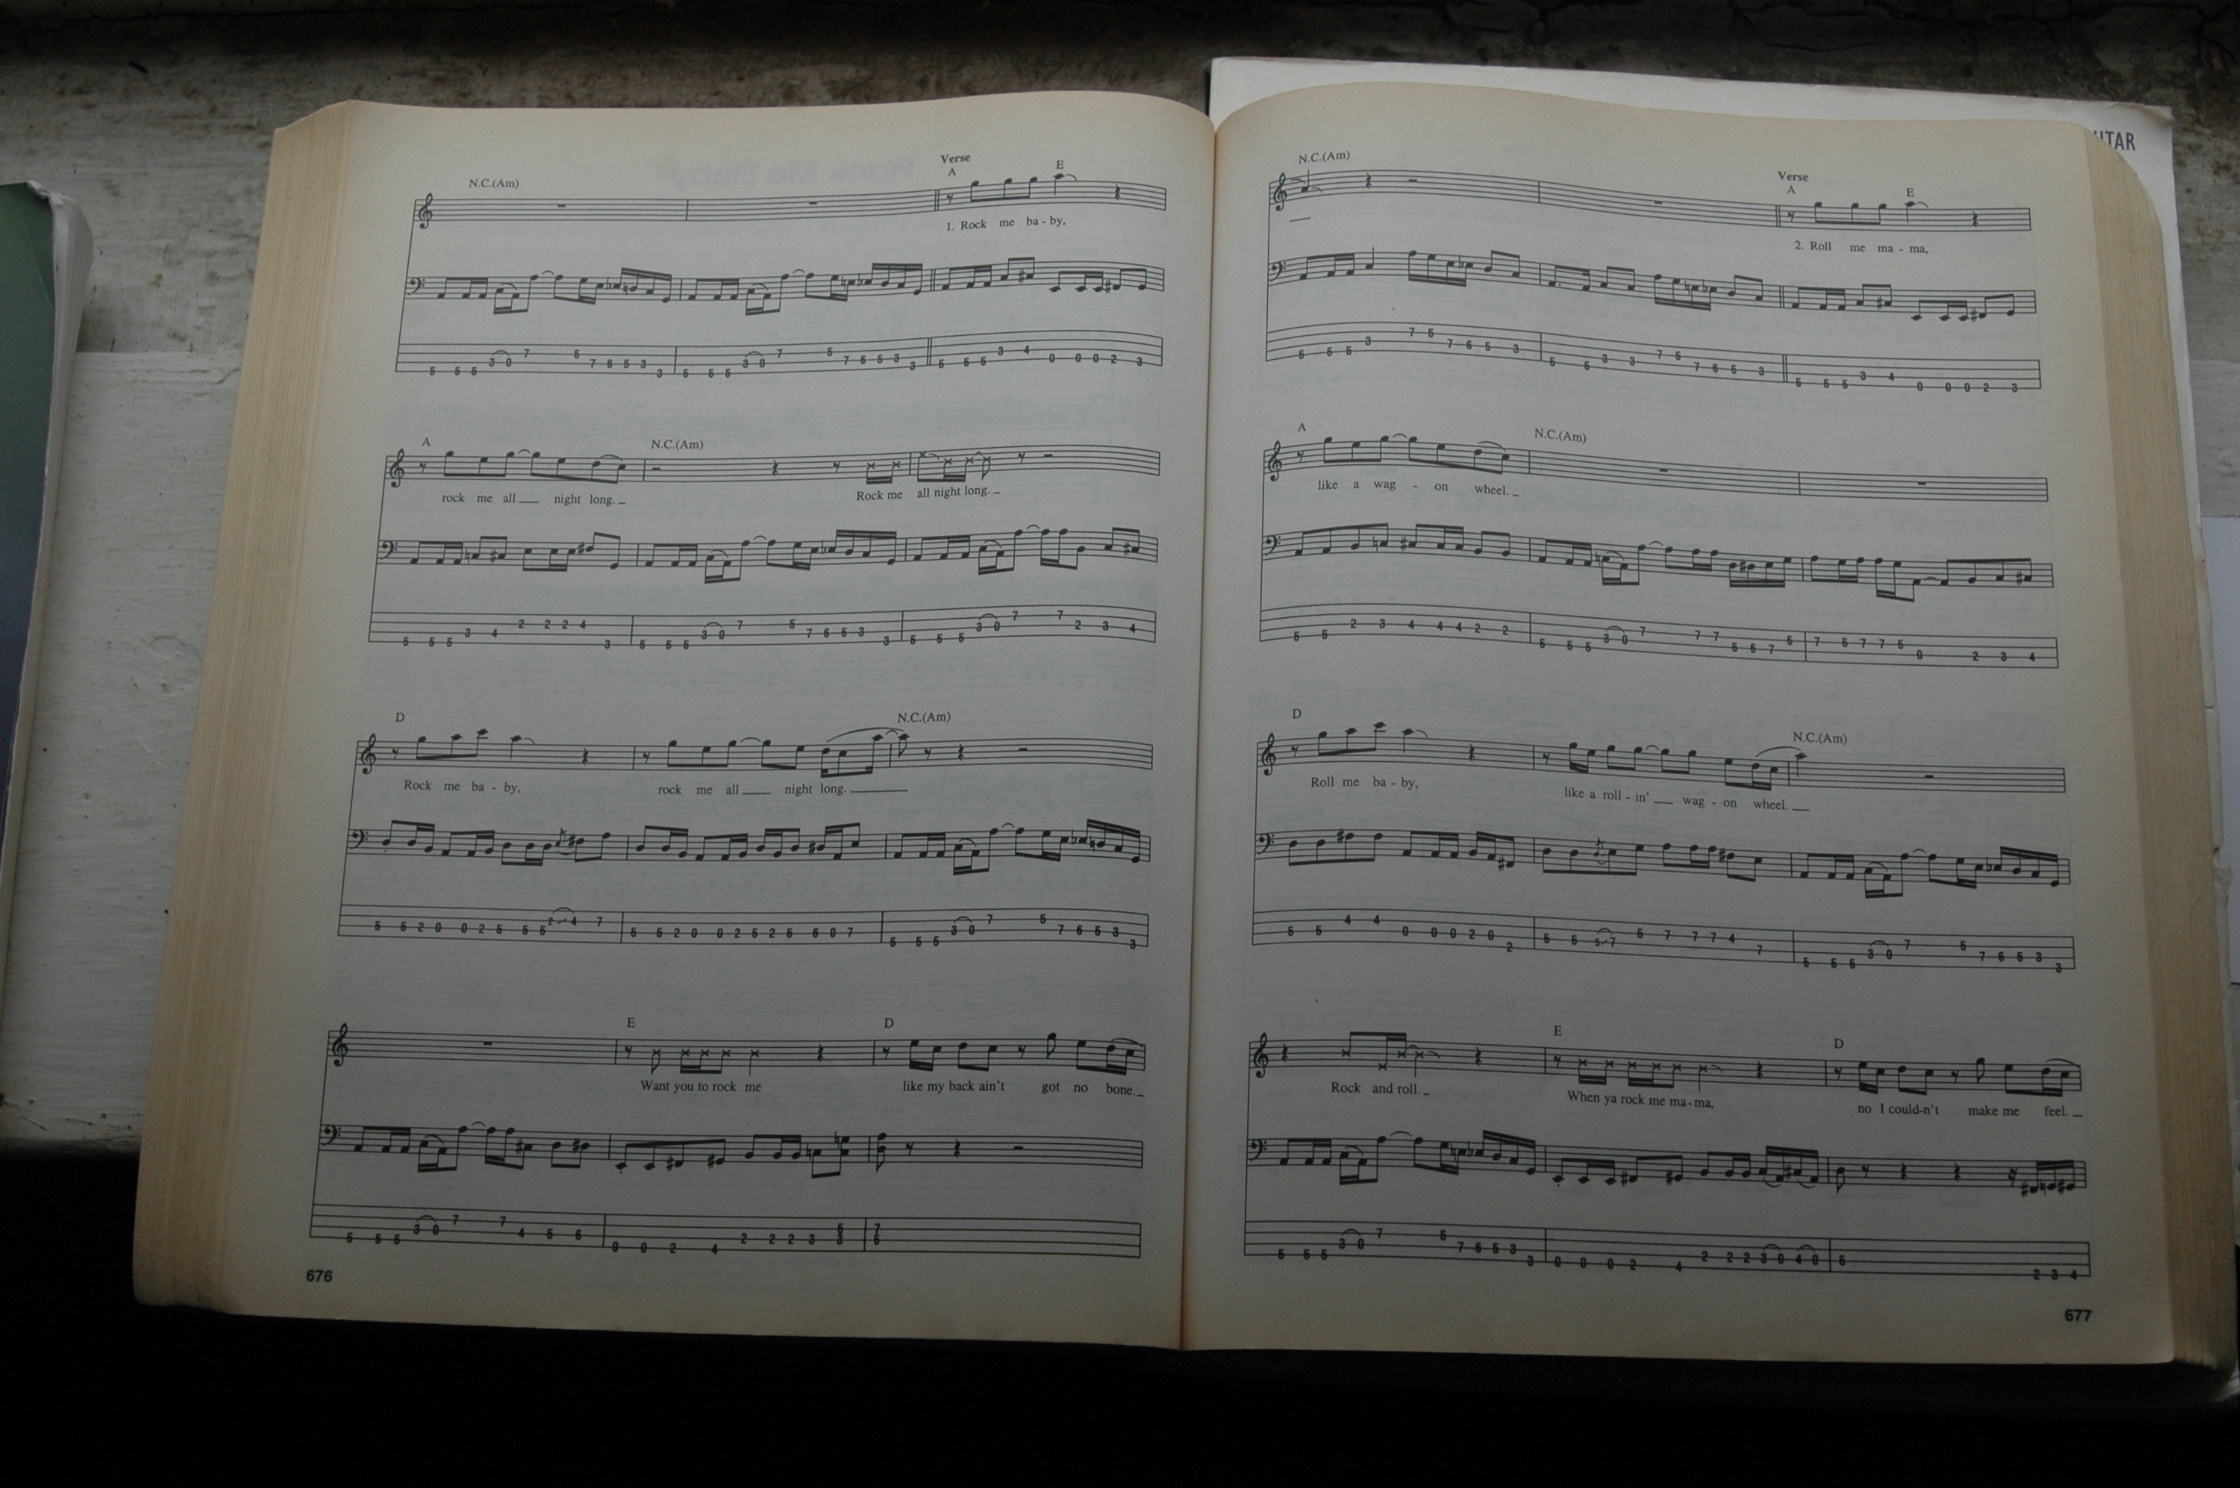 N.C.(Am) Verse A E
1. Rock me ba - by,
5 5 5 3 0 7 5 7 6 5 3 3 5 5 5 3 0 7 5 7 6 5 3 3 5 5 5 3 4 0 0 0 2 3
A N.C.(Am)
rock me all night long. Rock me all night long.
5 5 5 3 4 2 2 2 4 3 5 5 5 3 0 7 5 7 6 5 3 3 5 5 5 3 0 7 7 2 3 4
D N.C.(Am)
Rock me ba - by, rock me all night long.
5 5 2 0 0 2 5 5 5 2 4 7 5 5 2 0 0 2 5 2 5 6 0 7 5 5 5 3 0 7 5 7 6 5 3 3
E D
Want you to rock me like my back ain't got no bone.
5 5 5 3 0 7 7 4 5 6 0 0 2 4 2 2 2 3 5 3 7 5
676
UITAR
N.C.(Am) Verse A E
2. Roll me ma - ma,
5 5 5 3 7 5 7 6 5 3 5 5 3 3 7 5 7 6 5 3 5 5 5 3 4 0 0 0 2 3
A N.C.(Am)
like a wag - on wheel.
5 5 2 3 4 4 4 2 2 5 5 5 3 0 7 7 7 5 5 7 5 7 5 7 7 5 0 2 3 4
D N.C.(Am)
Roll me ba - by, like a roll - in' wag - on wheel.
5 5 4 4 0 0 0 2 0 2 5 5 5 7 5 7 7 7 4 7 5 5 5 3 0 7 5 7 6 5 3 3
E D
Rock and roll. When ya rock me ma - ma, no I could-n't make me feel.
5 5 5 3 0 7 5 7 6 5 3 3 0 0 0 2 4 2 2 2 3 0 4 0 5 2 3 4
677